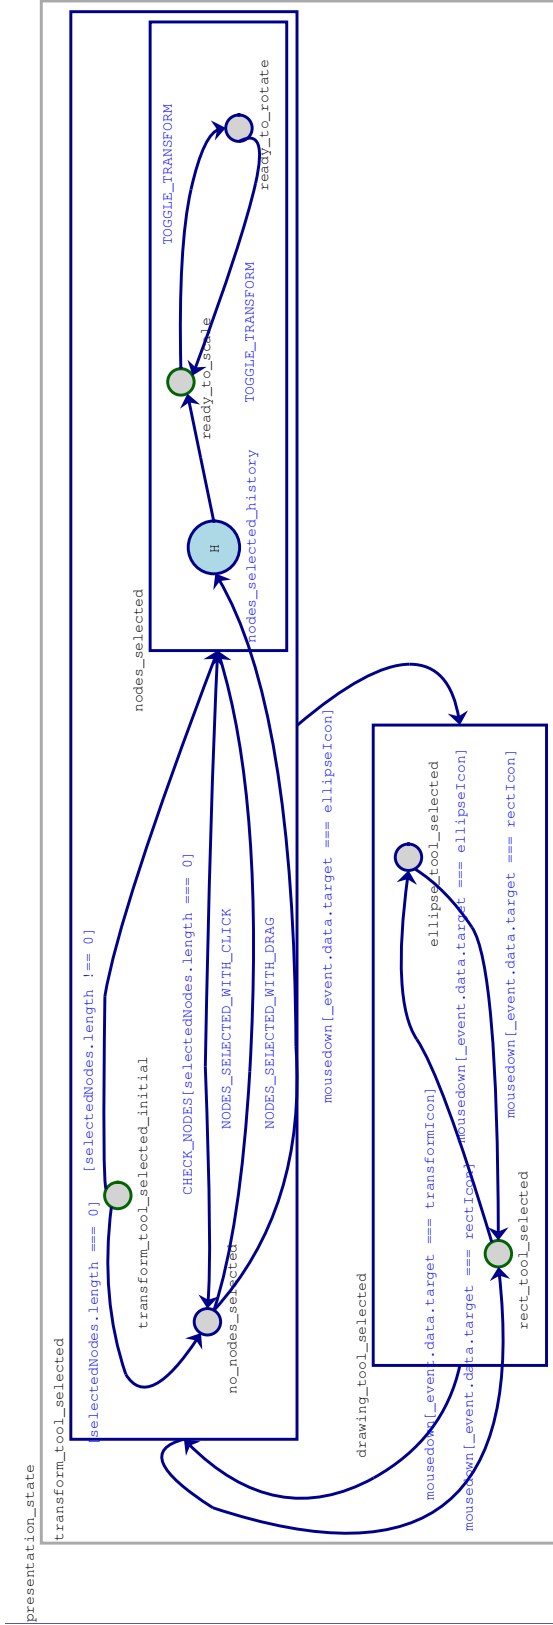 presentation_state
transform_tool_selected
[selectedNodes.length === 0]
[selectedNodes.length !== 0]
transform_tool_selected_initial
nodes_selected
TOGGLE_TRANSFORM
CHECK_NODES[selectedNodes.length === 0]
ready_to_scale
H
NODES_SELECTED_WITH_CLICK
no_nodes_selected
TOGGLE_TRANSFORM
nodes_selected_history
ready_to_rotate
NODES_SELECTED_WITH_DRAG
mousedown[_event.data.target === ellipseIcon]
drawing_tool_selected
mousedown[_event.data.target === transformIcon]
ellipse_tool_selected
mousedown[_event.data.target === ellipseIcon]
mousedown[_event.data.target === rectIcon]
mousedown[_event.data.target === rectIcon]
rect_tool_selected